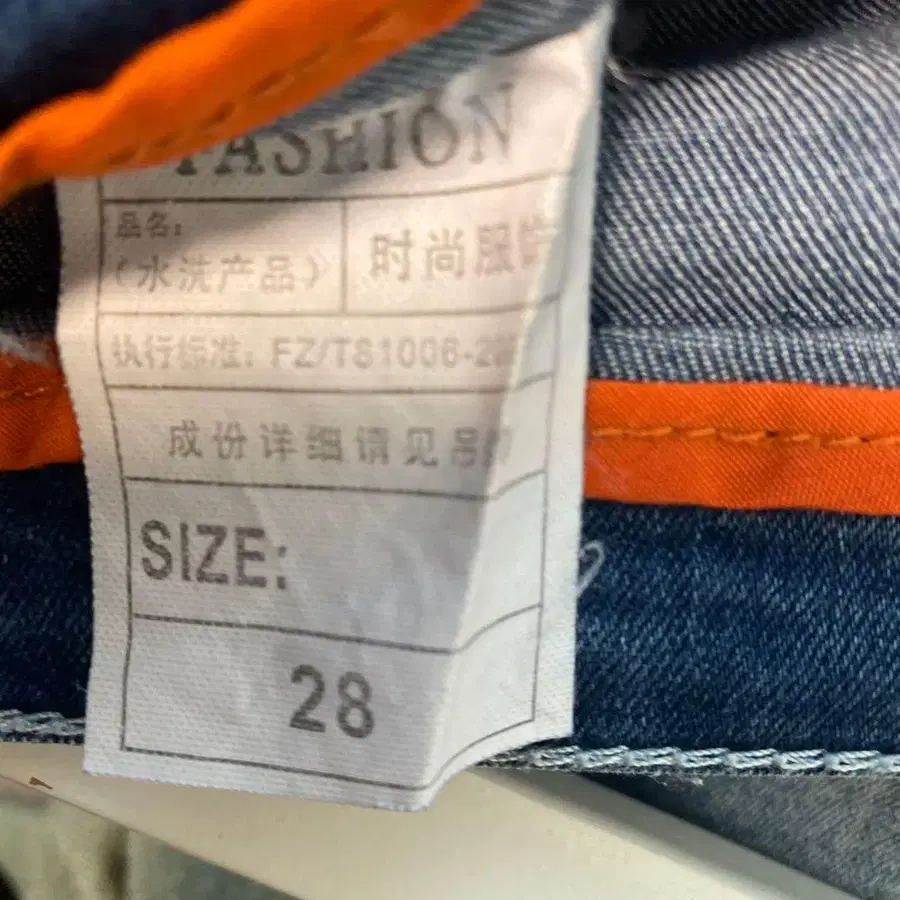 FASHION
品名:
(水洗产品) 时尚服饰
执行标准: FZ/T81006-2
成份详细请见吊牌
SIZE:
28